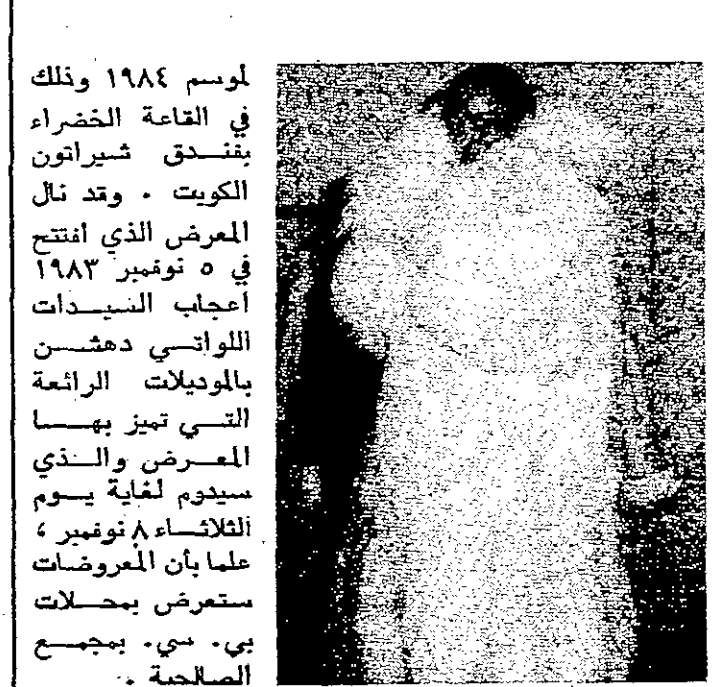 لموسم ١٩٨٤ وذلك
في القاعة الخضراء
بفندق شيراتون
الكويت . وقد نال
المعرض الذي افتتح
في ٥ نوفمبر ١٩٨٣
اعجاب السيدات
اللواتي دهشن
بالموديلات الرائعة
التي تميز بها
المعرض والذي
سيدوم لغاية يوم
الثلاثاء ٨ نوفمبر ،
علما بأن المعروضات
ستعرض بمحلات
بي. سي. بمجمع
الصالحية .